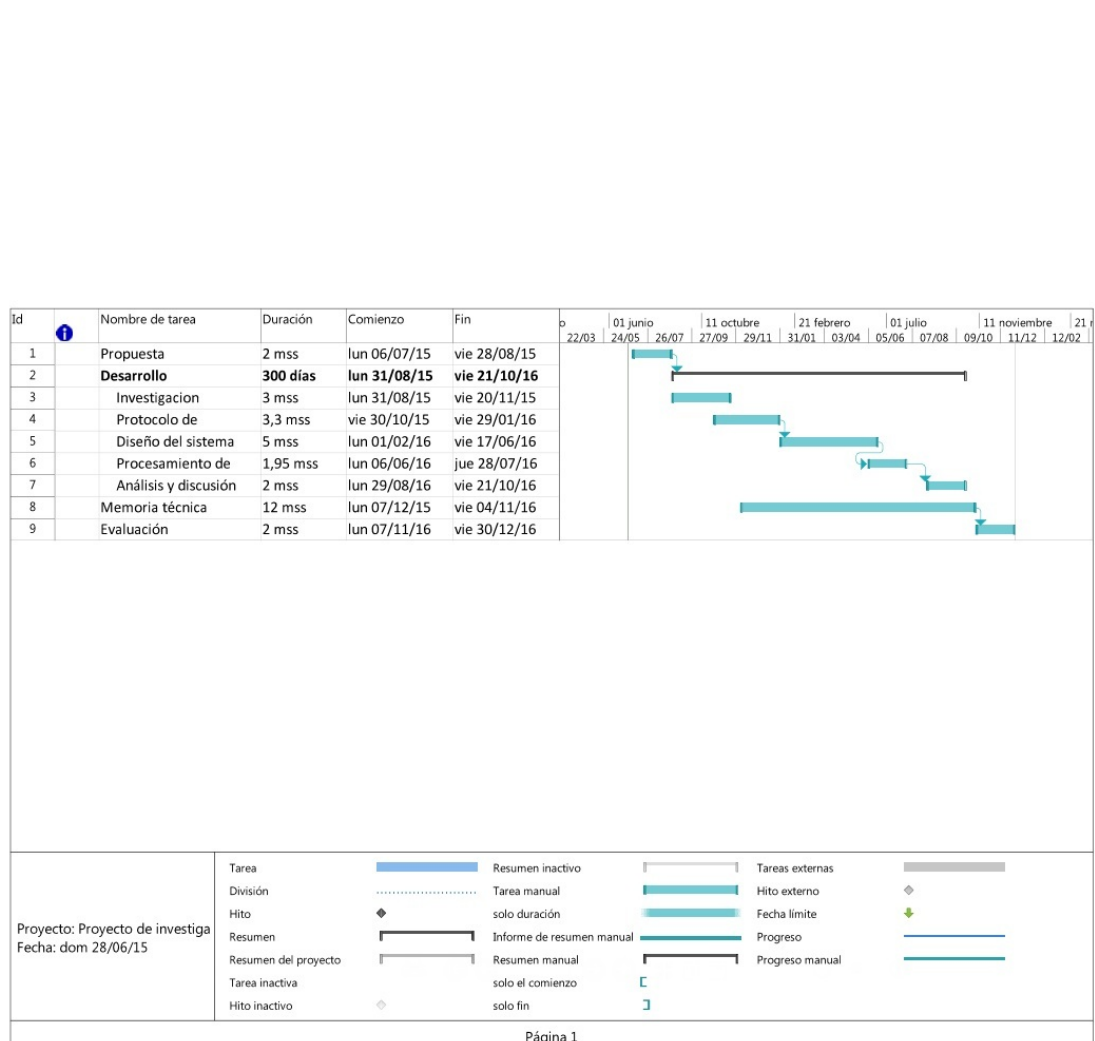 Id Nombre de tarea Duración Comienzo Fin
01 junio 11 octubre 21 febrero 01 julio 11 noviembre
22/03 24/05 26/07 27/09 29/11 31/01 03/04 05/06 07/08 09/10 11/12 12/02
1 Propuesta 2 mss lun 06/07/15 vie 28/08/15
2 Desarrollo 300 días lun 31/08/15 vie 21/10/16
3 Investigacion 3 mss lun 31/08/15 vie 20/11/15
4 Protocolo de 3,3 mss vie 30/10/15 vie 29/01/16
5 Diseño del sistema 5 mss lun 01/02/16 vie 17/06/16
6 Procesamiento de 1,95 mss lun 06/06/16 jue 28/07/16
7 Análisis y discusión 2 mss lun 29/08/16 vie 21/10/16
8 Memoria técnica 12 mss lun 07/12/15 vie 04/11/16
9 Evaluación 2 mss lun 07/11/16 vie 30/12/16
Proyecto: Proyecto de investiga
Fecha: dom 28/06/15
Tarea Resumen inactivo Tareas externas
División Tarea manual Hito externo
Hito solo duración Fecha límite
Resumen Informe de resumen manual Progreso
Resumen del proyecto Resumen manual Progreso manual
Tarea inactiva solo el comienzo
Hito inactivo solo fin
Página 1